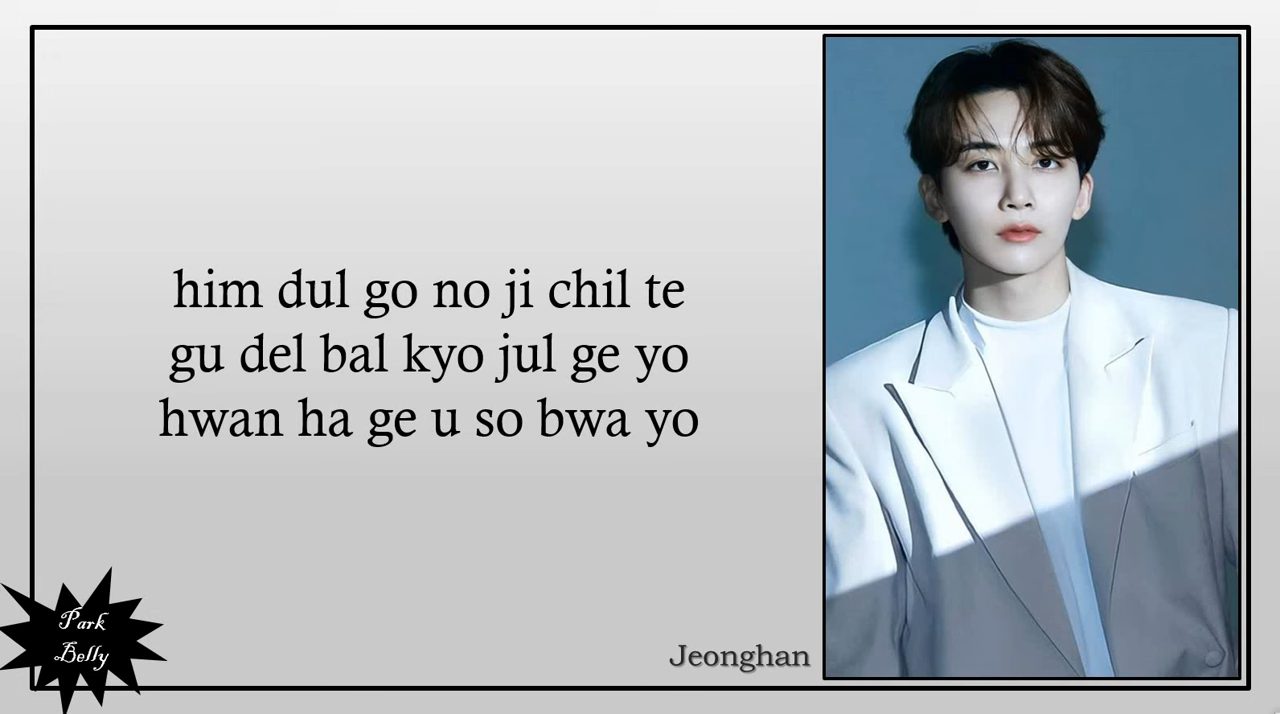 him dul go no ji chil te
gu del bal kyo jul ge yo
hwan ha ge u so bwa yo
Jeonghan
Park
Belly